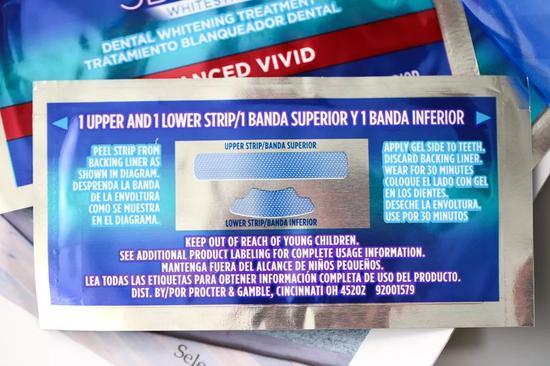 WHITESTRIPS
DENTAL WHITENING TREATMENT
TRATAMIENTO BLANQUEADOR DENTAL
VIVID
1 UPPER AND 1 LOWER STRIP/1 BANDA SUPERIOR Y 1 BANDA INFERIOR
PEEL STRIP FROM
BACKING LINER AS
SHOWN IN DIAGRAM.
DESPRENDA LA BANDA
DE LA ENVOLTURA
COMO SE MUESTRA
EN EL DIAGRAMA.
UPPER STRIP/BANDA SUPERIOR
LOWER STRIP/BANDA INFERIOR
APPLY GEL SIDE TO TEETH,
DISCARD BACKING LINER.
WEAR FOR 30 MINUTES
COLOQUE EL LADO CON GEL
EN LOS DIENTES.
DESECHE LA ENVOLTURA.
USE POR 30 MINUTOS
KEEP OUT OF REACH OF YOUNG CHILDREN.
SEE ADDITIONAL PRODUCT LABELING FOR COMPLETE USAGE INFORMATION.
MANTENGA FUERA DEL ALCANCE DE NIÑOS PEQUEÑOS.
LEA TODAS LAS ETIQUETAS PARA OBTENER INFORMACIÓN COMPLETA DE USO DEL PRODUCTO.
DIST. BY/POR PROCTER & GAMBLE, CINCINNATI OH 45202 92001579